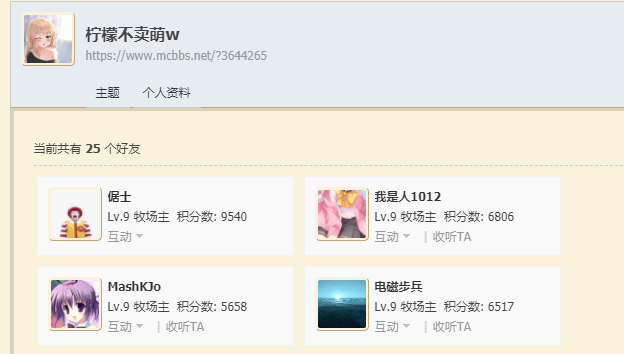 柠檬不卖萌w
https://www.mcbbs.net/?3644265
主题 个人资料
当前共有 25 个好友
倨士
Lv.9 牧场主 积分数: 9540
互动
我是人1012
Lv.9 牧场主 积分数: 6806
互动 | 收听TA
MashKJo
Lv.9 牧场主 积分数: 5658
互动 | 收听TA
电磁步兵
Lv.9 牧场主 积分数: 6517
互动 | 收听TA